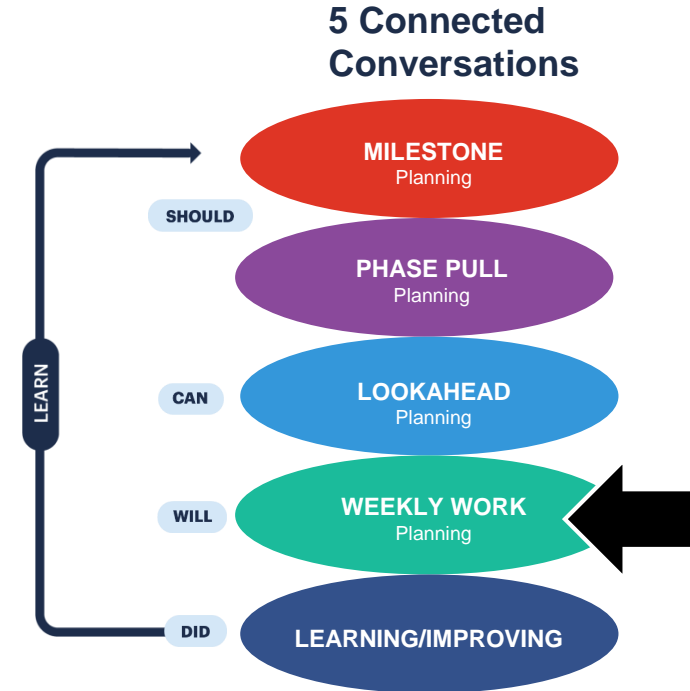 5 Connected
Conversations
MILESTONE
Planning
SHOULD
PHASE PULL
Planning
LEARN
CAN
LOOKAHEAD
Planning
WILL
WEEKLY WORK
Planning
DID
LEARNING/IMPROVING